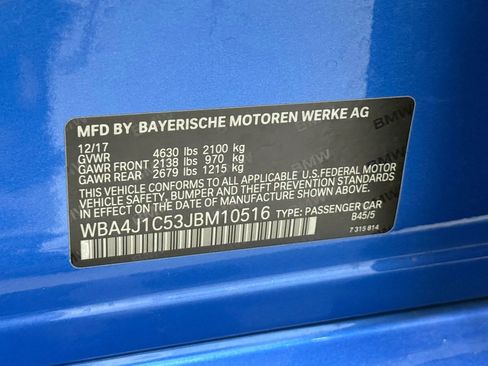 MFD BY BAYERISCHE MOTOREN WERKE AG
12/17
GVWR 4630 lbs 2100 kg
GAWR FRONT 2138 lbs 970 kg
GAWR REAR 2679 lbs 1215 kg
THIS VEHICLE CONFORMS TO ALL APPLICABLE U.S.FEDERAL MOTOR
VEHICLE SAFETY, BUMPER AND THEFT PREVENTION STANDARDS IN
EFFECT ON THE DATE OF MANUFACTURE SHOWN ABOVE.
WBA4J1C53JBM10516 TYPE: PASSENGER CAR
B45/5
7 315 814
BMW